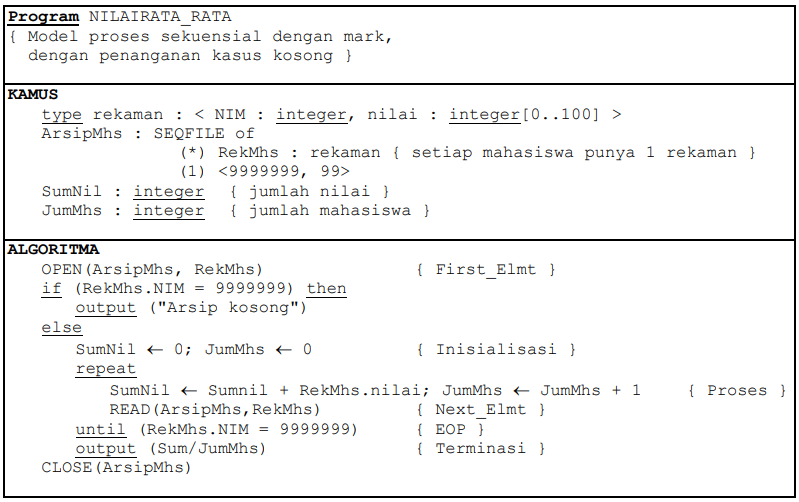 Program NILAIRATA_RATA
{ Model proses sekuensial dengan mark,
dengan penanganan kasus kosong }
KAMUS
type rekaman : < NIM : integer, nilai : integer[0..100] >
ArsipMhs : SEQFILE of
(*) RekMhs : rekaman { setiap mahasiswa punya 1 rekaman }
(1) <9999999, 99>
SumNil : integer { jumlah nilai }
JumMhs : integer { jumlah mahasiswa }
ALGORITMA
OPEN(ArsipMhs, RekMhs) { First_Elmt }
if (RekMhs.NIM = 9999999) then
output ("Arsip kosong")
else
SumNil ← 0; JumMhs ← 0 { Inisialisasi }
repeat
SumNil ← Sumnil + RekMhs.nilai; JumMhs ← JumMhs + 1 { Proses }
READ(ArsipMhs,RekMhs) { Next_Elmt }
until (RekMhs.NIM = 9999999) { EOP }
output (Sum/JumMhs) { Terminasi }
CLOSE(ArsipMhs)